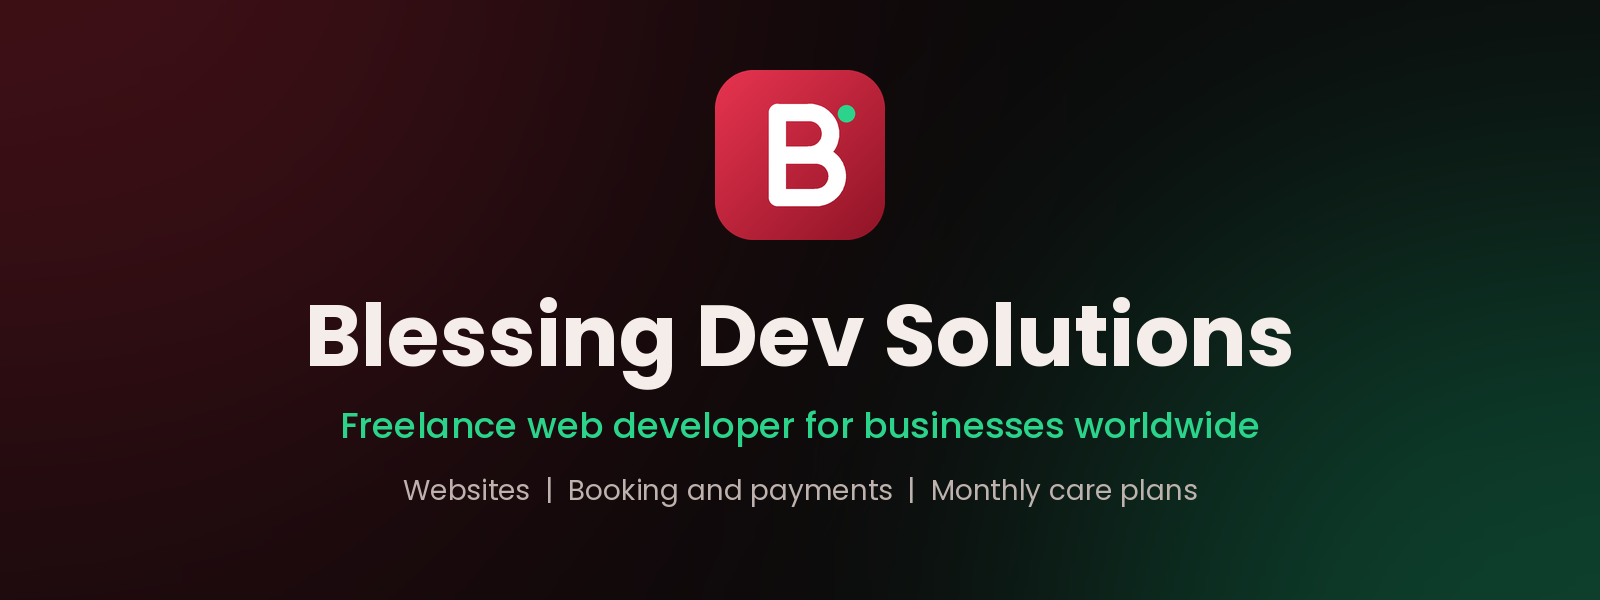 B
Blessing Dev Solutions
Freelance web developer for businesses worldwide
Websites | Booking and payments | Monthly care plans